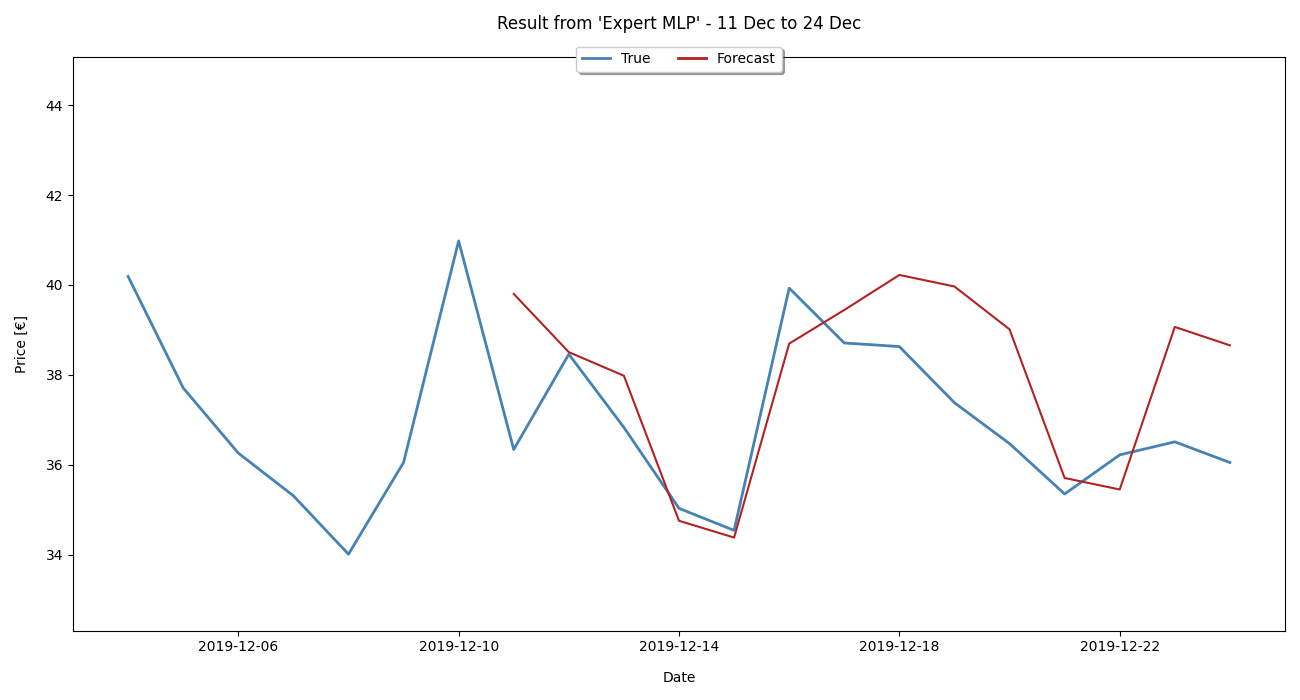 Result from 'Expert MLP' - 11 Dec to 24 Dec
True Forecast
44
42
40
38
36
34
Price [€]
2019-12-06 2019-12-10 2019-12-14 2019-12-18 2019-12-22
Date